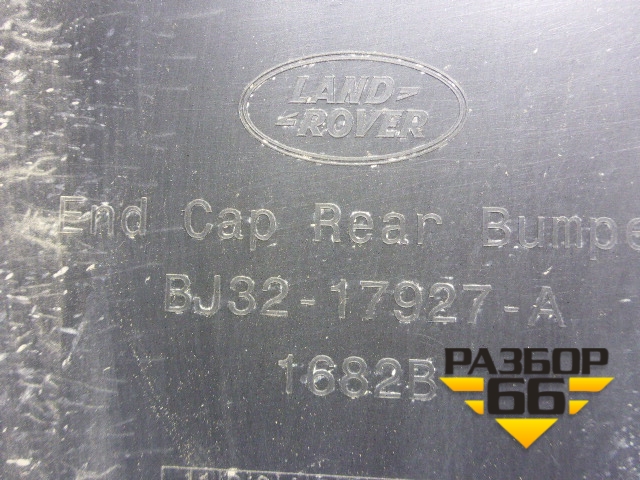 LAND
ROVER
End Cap Rear Bumpe
BJ32-17927-A
1682B
РАЗБОР
66